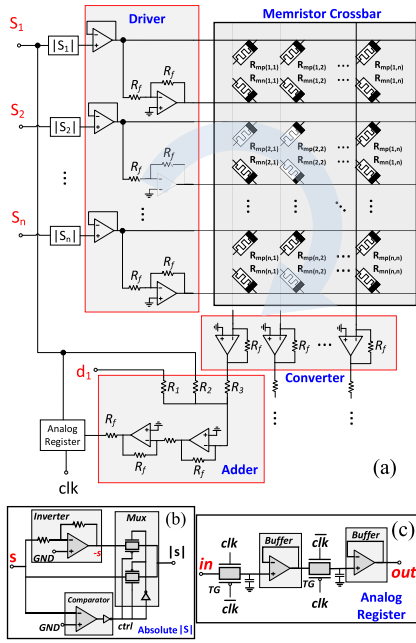 Driver
Memristor Crossbar
S1
|S1|
Rf
Rf
Rmp(1,1) Rmp(1,2) ... Rmp(1,n)
Rmn(1,1) Rmn(1,2) ... Rmn(1,n)
S2
|S2|
Rf
Rf
Rmp(2,1) Rmp(2,2) ... Rmp(1,n)
Rmn(2,1) Rmn(2,2) ... Rmn(1,n)
Sn
|Sn|
Rf
Rf
Rmp(n,1) Rmp(n,2) ... Rmp(n,n)
Rmn(n,1) Rmn(n,2) ... Rmn(n,n)
Rf Rf ... Rf
Converter
d1
R1 R2 R3
Analog
Register
Rf
Rf
Rf
Adder
clk
(a)
Inverter
Mux
(b)
s
GND
-s
|s|
Comparator
GND
ctrl
Absolute |S|
(c)
clk
Buffer
clk
Buffer
in
out
TG
clk
TG
clk
Analog
Register